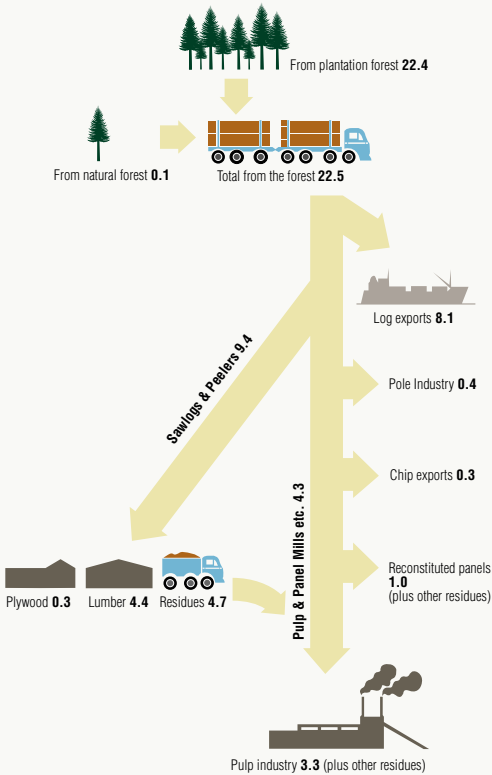 From plantation forest 22.4
From natural forest 0.1
Total from the forest 22.5
Log exports 8.1
Sawlogs & Peelers 9.4
Pole Industry 0.4
Chip exports 0.3
Pulp & Panel Mills etc. 4.3
Reconstituted panels
1.0
(plus other residues)
Plywood 0.3
Lumber 4.4
Residues 4.7
Pulp industry 3.3 (plus other residues)